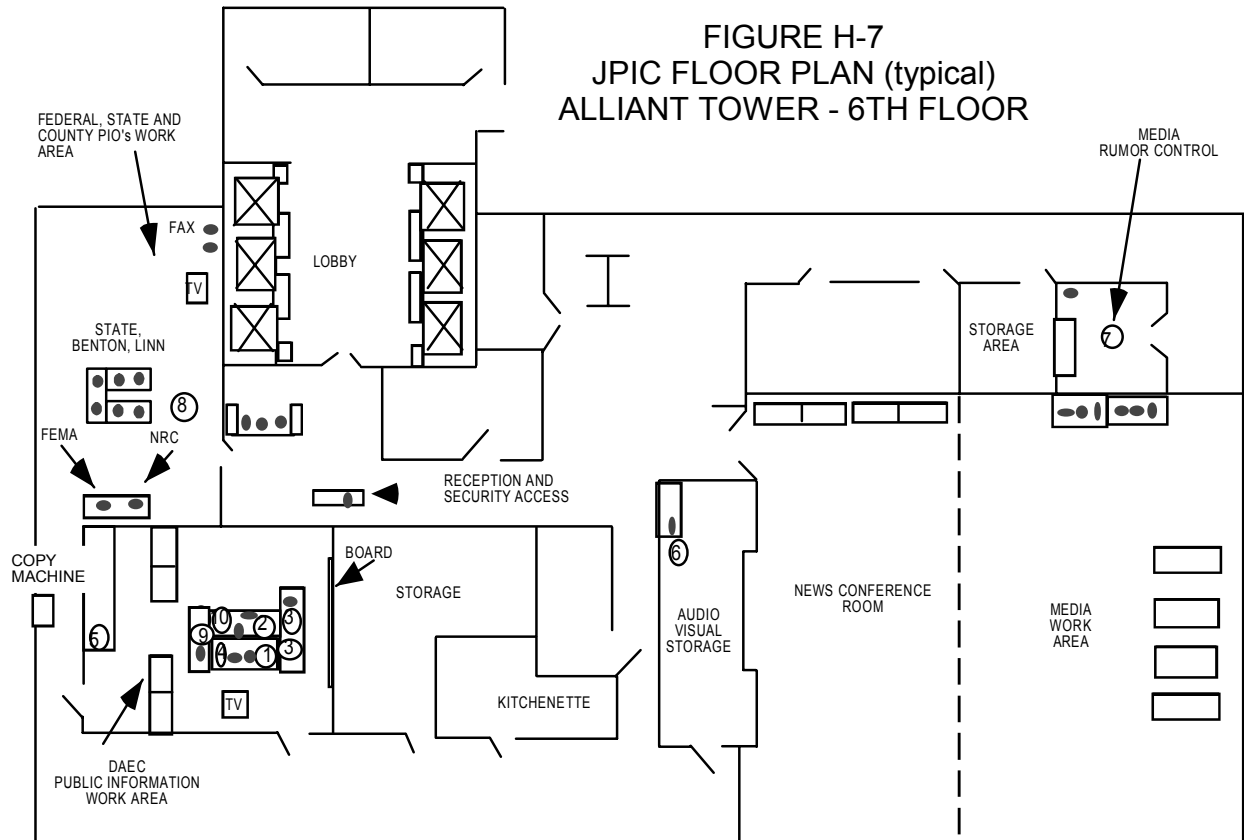 FIGURE H-7
JPIC FLOOR PLAN (typical)
ALLIANT TOWER - 6TH FLOOR
FEDERAL, STATE AND
COUNTY PIO's WORK
AREA
MEDIA
RUMOR CONTROL
FAX
LOBBY
TV
STATE,
BENTON, LINN
STORAGE
AREA
7
8
FEMA
NRC
RECEPTION AND
SECURITY ACCESS
COPY
MACHINE
BOARD
STORAGE
6
NEWS CONFERENCE
ROOM
AUDIO
VISUAL
STORAGE
MEDIA
WORK
AREA
10
2
3
5
9
4
1
3
TV
KITCHENETTE
DAEC
PUBLIC INFORMATION
WORK AREA